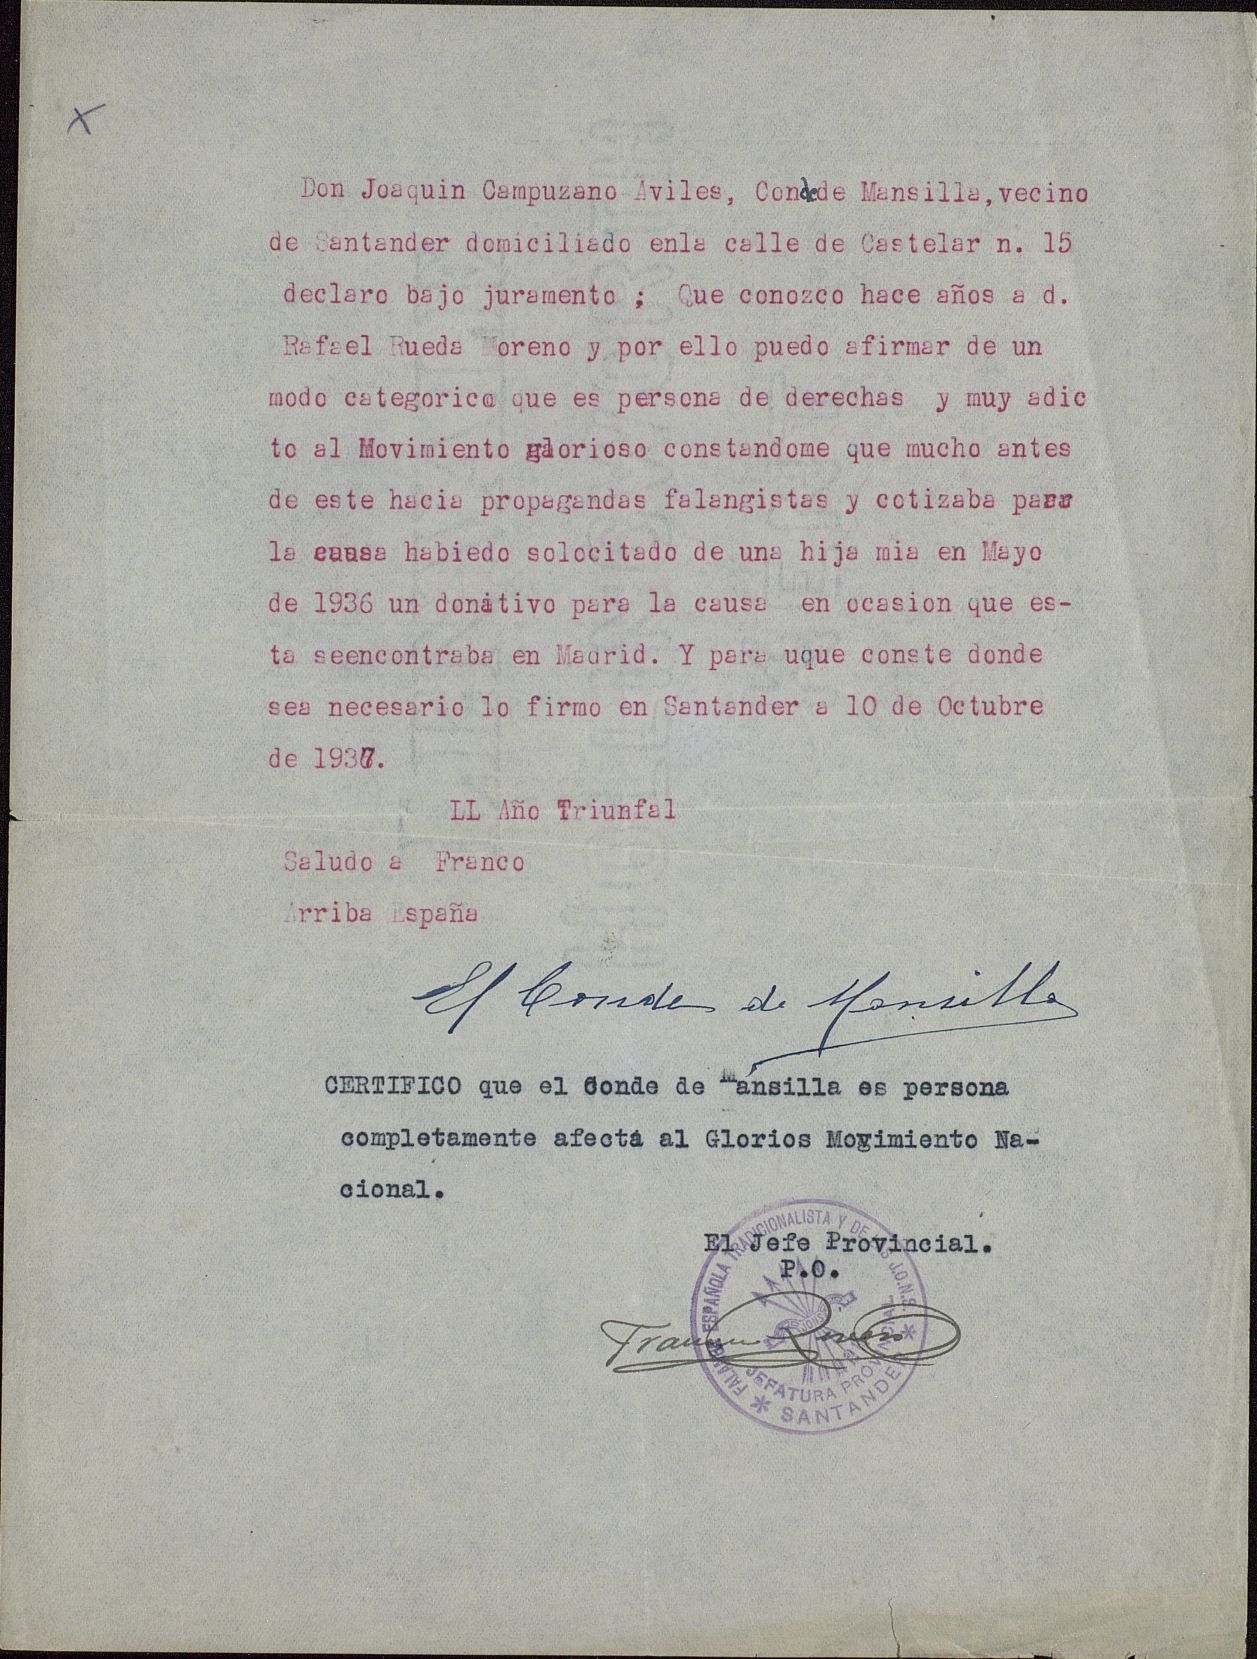 X
Don Joaquin Campuzano Aviles, Condede Mansilla,vecino
de Santander domiciliado enla calle de Castelar n. 15
declaro bajo juramento ; Que conozco hace años a d.
Rafael Rueda Moreno y por ello puedo afirmar de un
modo categorico que es persona de derechas y muy adic
to al Movimiento glorioso constandome que mucho antes
de este hacia propagandas falangistas y cotizaba para
la causa habiedo solocitado de una hija mia en Mayo
de 1936 un donativo para la causa en ocasion que es-
ta seencontraba en Madrid. Y para uque conste donde
sea necesario lo firmo en Santander a 10 de Octubre
de 1937.
LL Año Triunfal
Saludo a Franco
Arriba España
El Conde de Mansilla
CERTIFICO que el Conde de Mansilla es persona
completamente afecta al Glorios Movimiento Na-
cional.
El Jefe Provincial.
P.O.
FALANGE ESPAÑOLA TRADICIONALISTA Y DE LAS J.O.N.S.
JEFATURA PROVINCIAL
* SANTANDER *